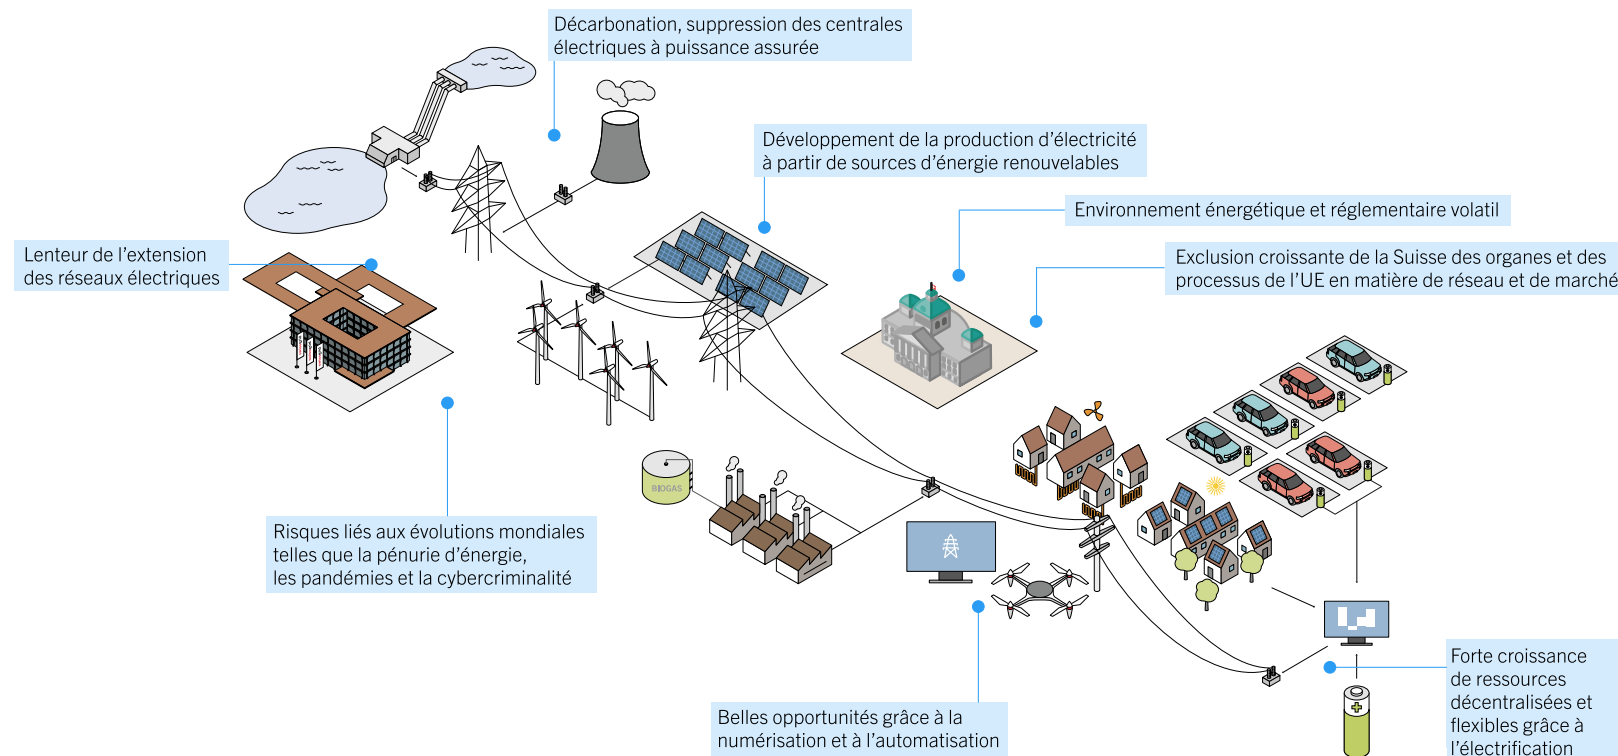 Décarbonation, suppression des centrales
électriques à puissance assurée
Développement de la production d’électricité
à partir de sources d’énergie renouvelables
Environnement énergétique et réglementaire volatil
Lenteur de l’extension
des réseaux électriques
Exclusion croissante de la Suisse des organes et des
processus de l’UE en matière de réseau et de marché
BIOGAS
Risques liés aux évolutions mondiales
telles que la pénurie d’énergie,
les pandémies et la cybercriminalité
Belles opportunités grâce à la
numérisation et à l’automatisation
Forte croissance
de ressources
décentralisées et
flexibles grâce à
l’électrification